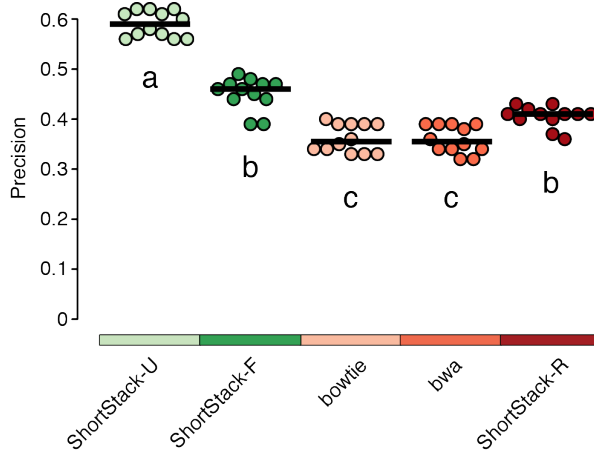 Precision
0.6
0.5
0.4
0.3
0.2
0.1
0
a
b
c
c
b
ShortStack-U
ShortStack-F
bowtie
bwa
ShortStack-R